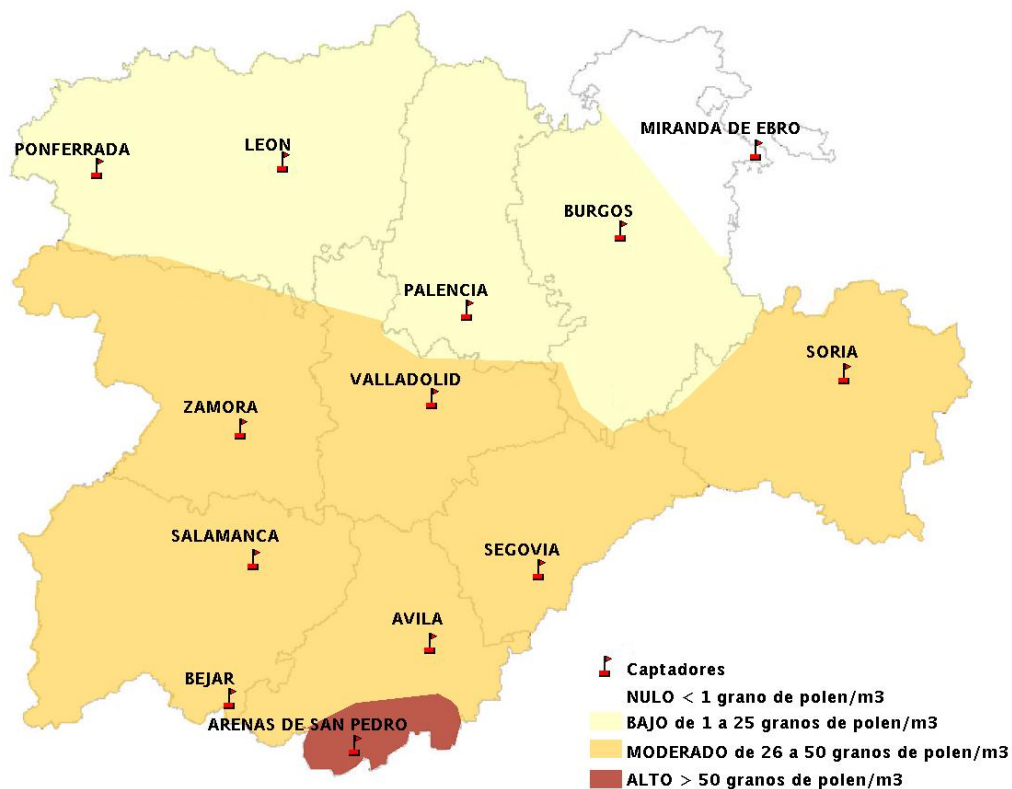 MIRANDA DE EBRO
PONFERRADA
LEON
BURGOS
PALENCIA
SORIA
VALLADOLID
ZAMORA
SALAMANCA
SEGOVIA
AVILA
BEJAR
ARENAS DE SAN PEDRO
Captadores
NULO < 1 grano de polen/m3
BAJO de 1 a 25 granos de polen/m3
MODERADO de 26 a 50 granos de polen/m3
ALTO > 50 granos de polen/m3